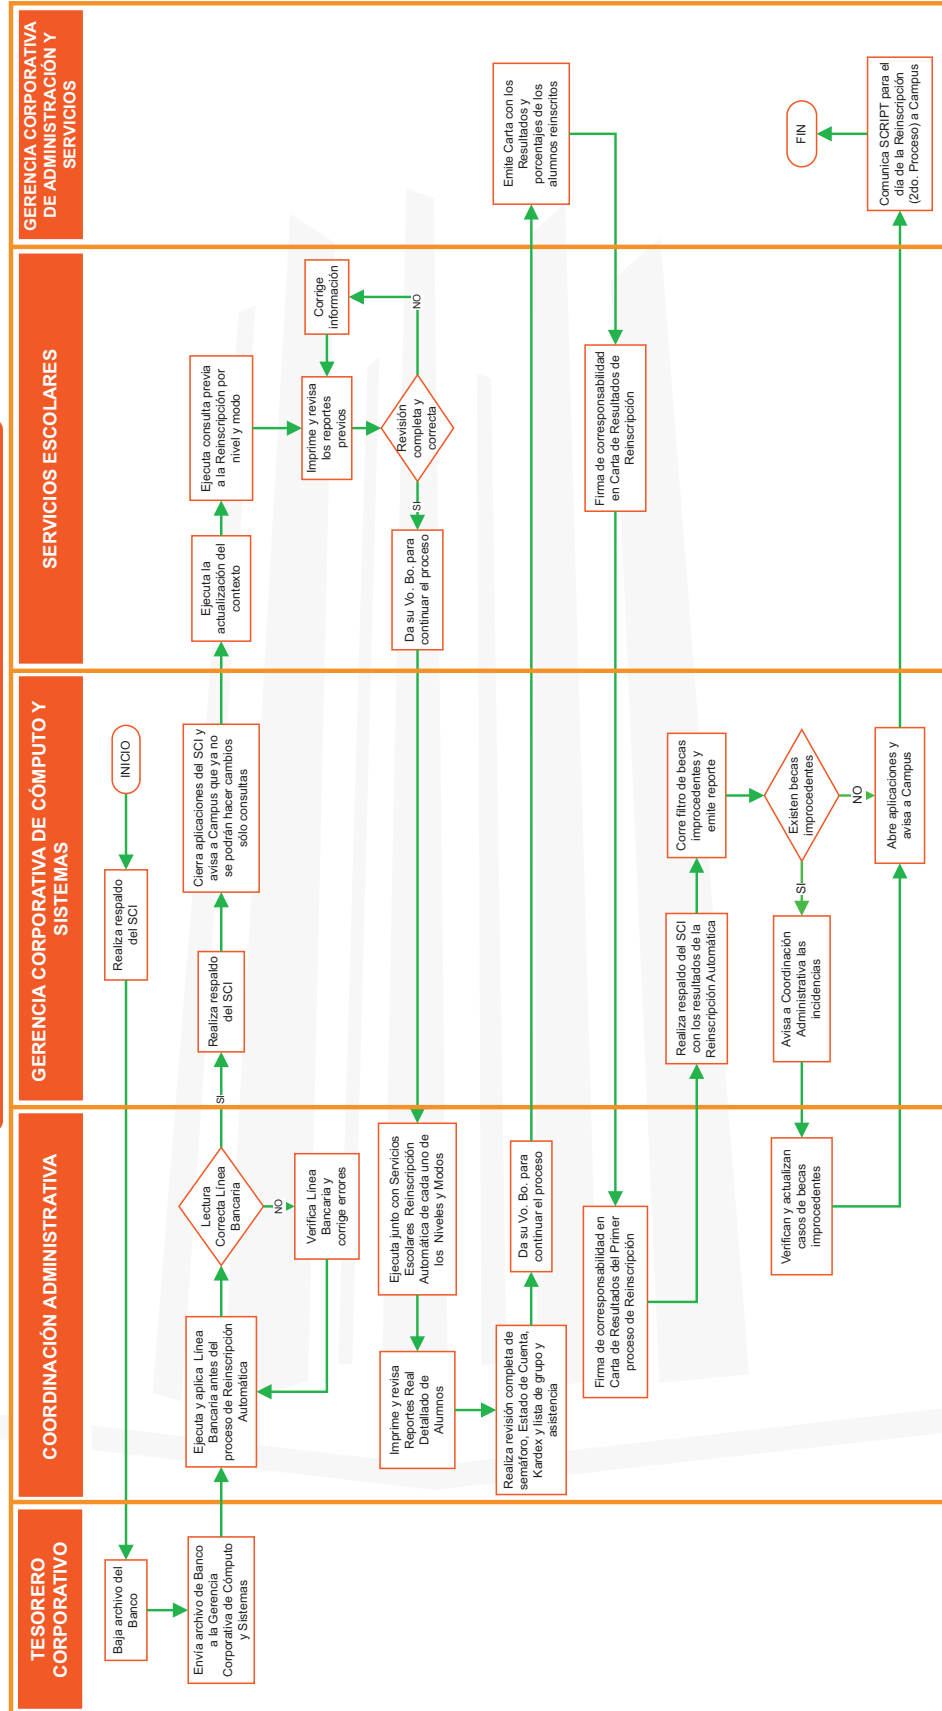 TESORERO
CORPORATIVO
COORDINACIÓN ADMINISTRATIVA
GERENCIA CORPORATIVA DE CÓMPUTO Y
SISTEMAS
SERVICIOS ESCOLARES
GERENCIA CORPORATIVA
DE ADMINISTRACIÓN Y
SERVICIOS
INICIO
Realiza respaldo
del SCI
Baja archivo del
Banco
Envía archivo de Banco
a la Gerencia
Corporativa de Cómputo
y Sistemas
Ejecuta y aplica Línea
Bancaria antes del
proceso de Reinscripción
Automática
Lectura
Correcta Línea
Bancaria
SI
NO
Verifica Línea
Bancaria y
corrige errores
Realiza respaldo
del SCI
Cierra aplicaciones del SCI y
avisa a Campus que ya no
se podrán hacer cambios
sólo consultas
Ejecuta la
actualización del
contexto
Ejecuta consulta previa
a la Reinscripción por
nivel y modo
Imprime y revisa
los reportes
previos
Corrige
información
Revisión
completa y
correcta
NO
SI
Da su Vo. Bo. para
continuar el proceso
Ejecuta junto con Servicios
Escolares Reinscripción
Automática de cada uno de
los Niveles y Modos
Imprime y revisa
Reportes Real
Detallado de
Alumnos
Realiza revisión completa de
semáforo, Estado de Cuenta,
Kardex y lista de grupo y
asistencia
Da su Vo. Bo. para
continuar el proceso
Emite Carta con los
Resultados y
porcentajes de los
alumnos reinscritos
Firma de corresponsabilidad
en Carta de Resultados de
Reinscripción
Firma de corresponsabilidad en
Carta de Resultados del Primer
proceso de Reinscripción
Realiza respaldo del SCI
con los resultados de la
Reinscripción Automática
Corre filtro de becas
improcedentes y
emite reporte
Existen becas
improcedentes
SI
NO
Avisa a Coordinación
Administrativa las
incidencias
Verifican y actualizan
casos de becas
improcedentes
Abre aplicaciones y
avisa a Campus
Comunica SCRIPT para el
día de la Reinscripción
(2do. Proceso) a Campus
FIN